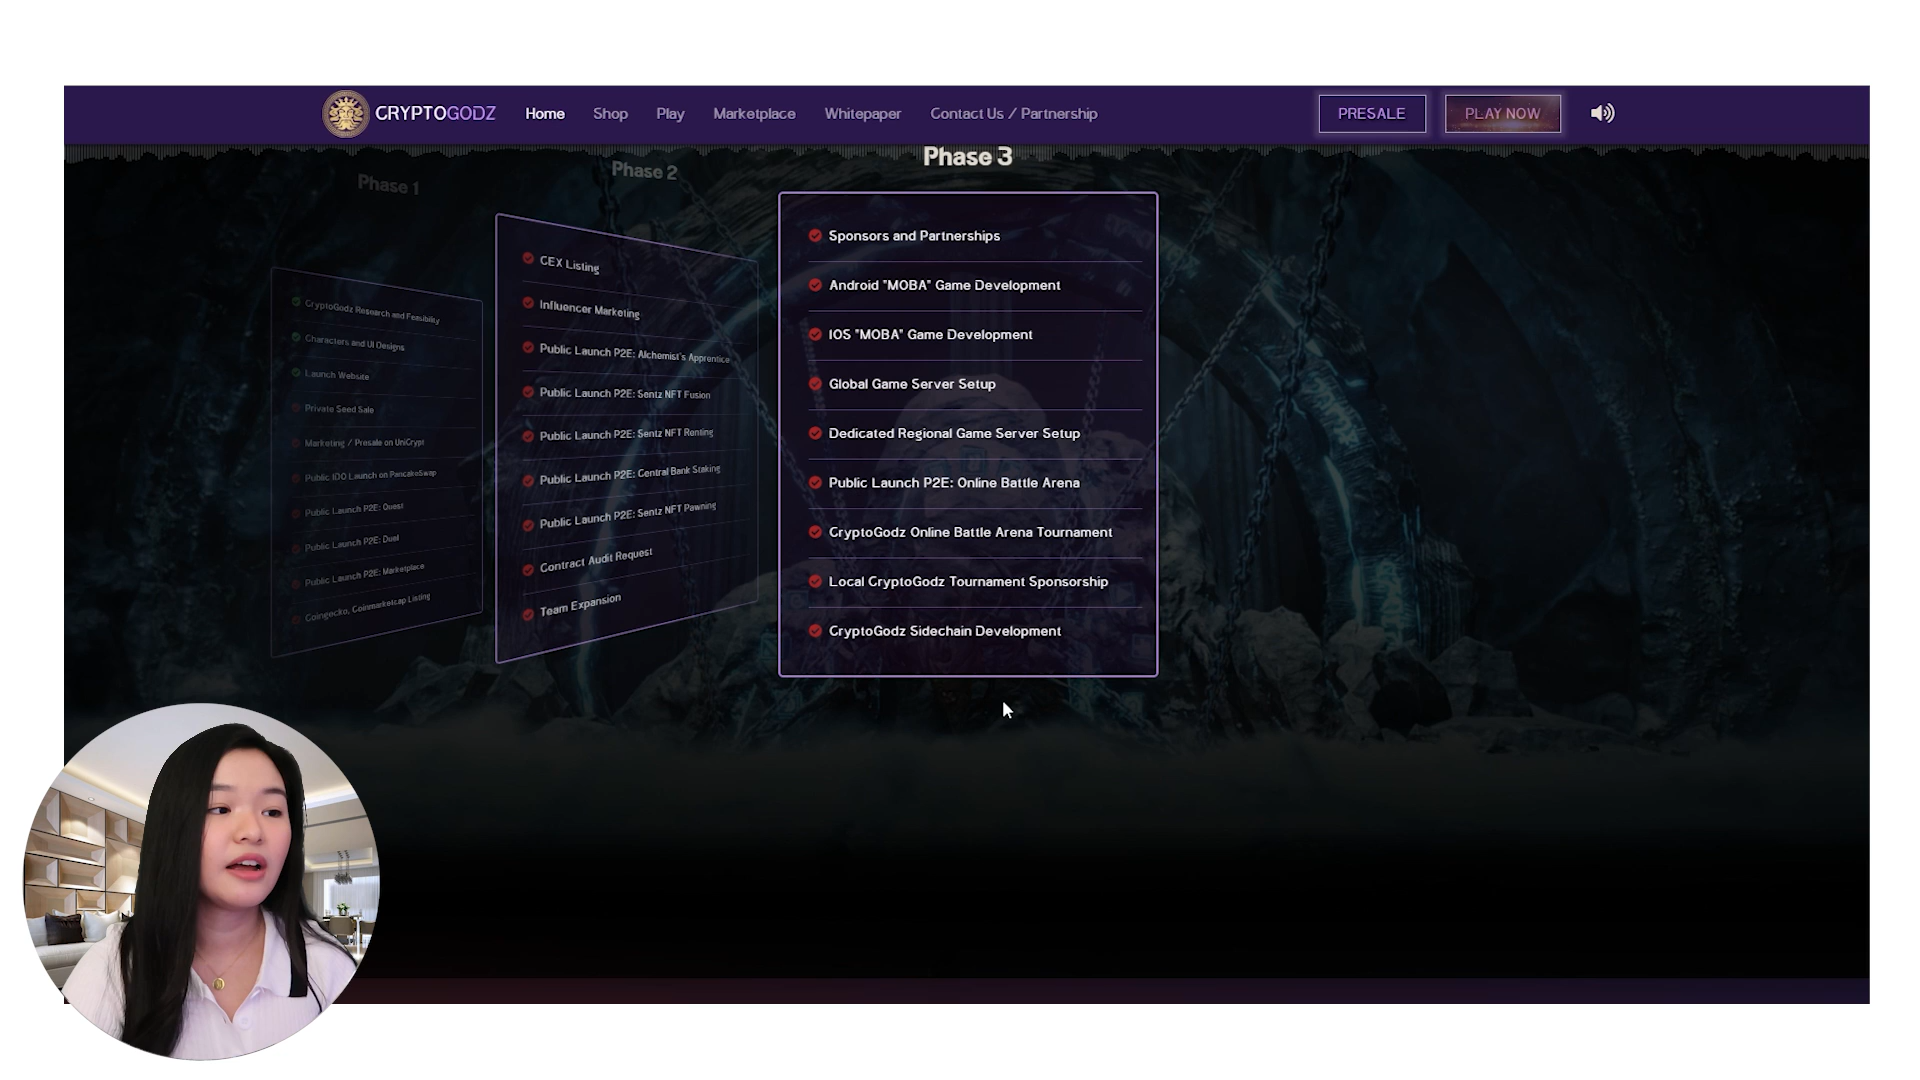 CRYPTOGODZ
Home
Shop
Play
Marketplace
Whitepaper
Contact Us / Partnership
PRESALE
PLAY NOW
Phase 1
CryptoGodz Research and Feasibility
Characters and UI Designs
Launch Website
Private Seed Sale
Marketing / Presale on UniCrypt
Public IDO Launch on PancakeSwap
Public Launch P2E: Quest
Public Launch P2E: Duel
Public Launch P2E: Marketplace
Coingecko, Coinmarketcap Listing
Phase 2
CEX Listing
Influencer Marketing
Public Launch P2E: Alchemist's Apprentice
Public Launch P2E: Sentz NFT Fusion
Public Launch P2E: Sentz NFT Renting
Public Launch P2E: Central Bank Staking
Public Launch P2E: Sentz NFT Pawning
Contract Audit Request
Team Expansion
Phase 3
Sponsors and Partnerships
Android "MOBA" Game Development
IOS "MOBA" Game Development
Global Game Server Setup
Dedicated Regional Game Server Setup
Public Launch P2E: Online Battle Arena
CryptoGodz Online Battle Arena Tournament
Local CryptoGodz Tournament Sponsorship
CryptoGodz Sidechain Development